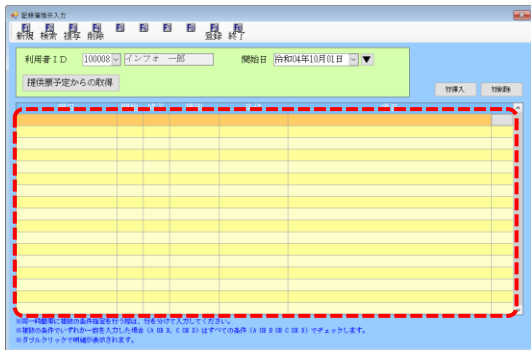 記録簿指示入力
F1 F2 F3 F4 F5 F6 F7 F8 F9 F10
新規 検索 複写 削除 登録 終了
利用者ID 100008 インフォ 一郎 開始日 令和04年10月01日
提供票予定からの取得
行挿入 行削除
※同一時間帯に複数の条件指定を行う際は、行を分けて入力してください。
※複数の条件でいずれか一致を入力した場合(A OR B、C OR D)はすべての条件(A OR B OR C OR D)でチェックします。
※ダブルクリックで明細が表示されます。